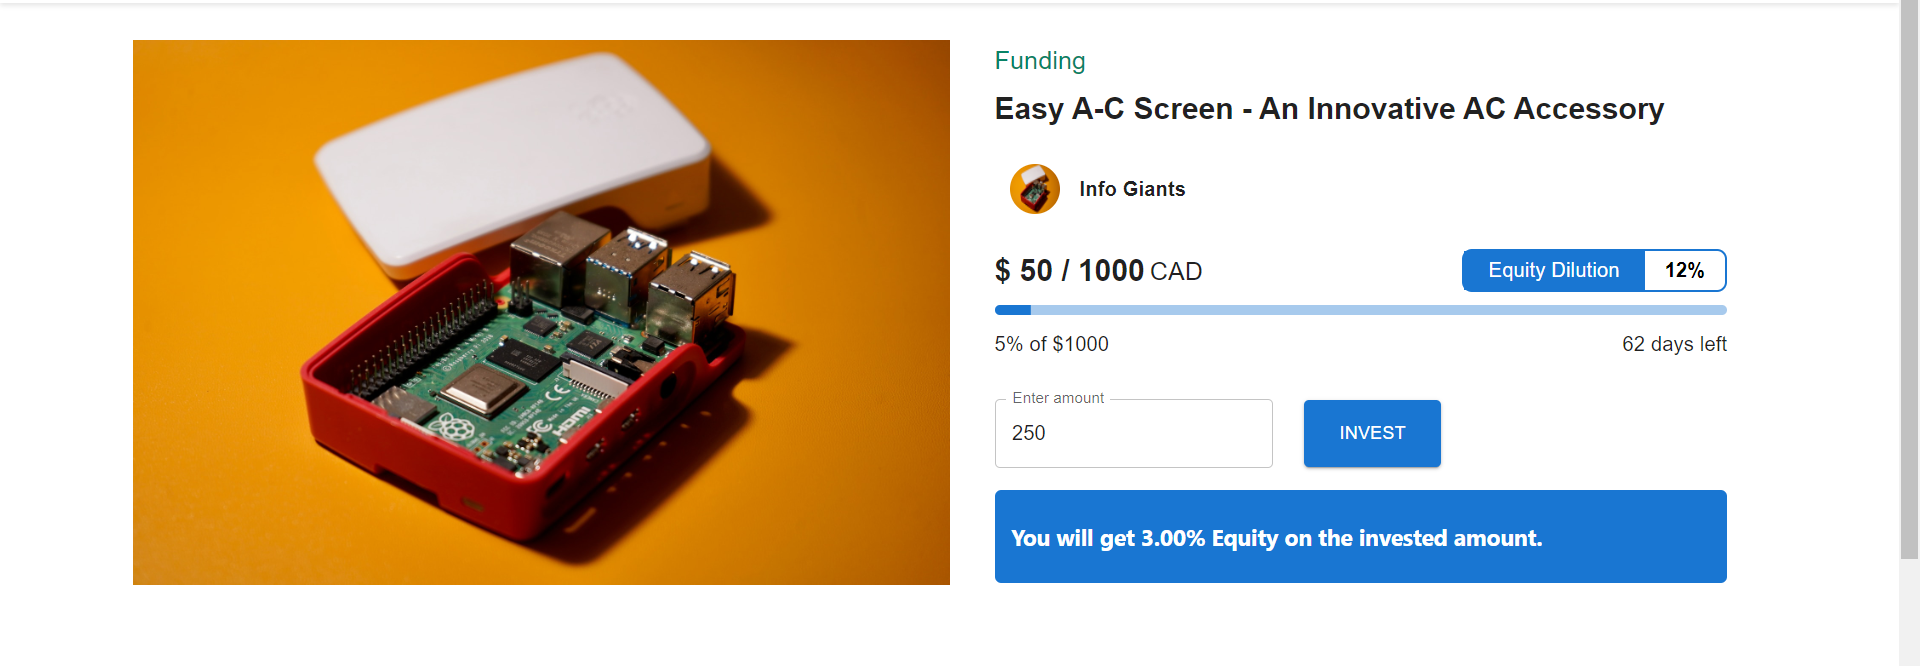 Funding
Easy A-C Screen - An Innovative AC Accessory
Info Giants
$ 50 / 1000 CAD
Equity Dilution 12%
5% of $1000
62 days left
Enter amount
250
INVEST
You will get 3.00% Equity on the invested amount.
HDMI